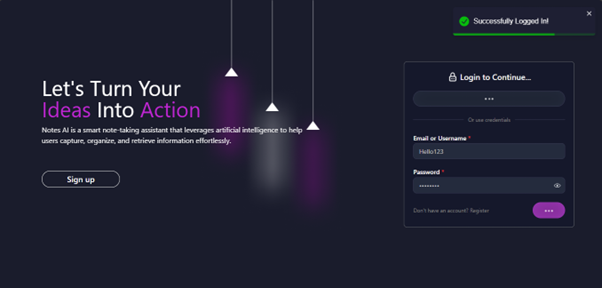 Successfully Logged In!
Let's Turn Your
Ideas Into Action
Notes AI is a smart note-taking assistant that leverages artificial intelligence to help
users capture, organize, and retrieve information effortlessly.
Sign up
Login to Continue...
Or use credentials
Email or Username *
Hello123
Password *
••••••••
Don't have an account? Register